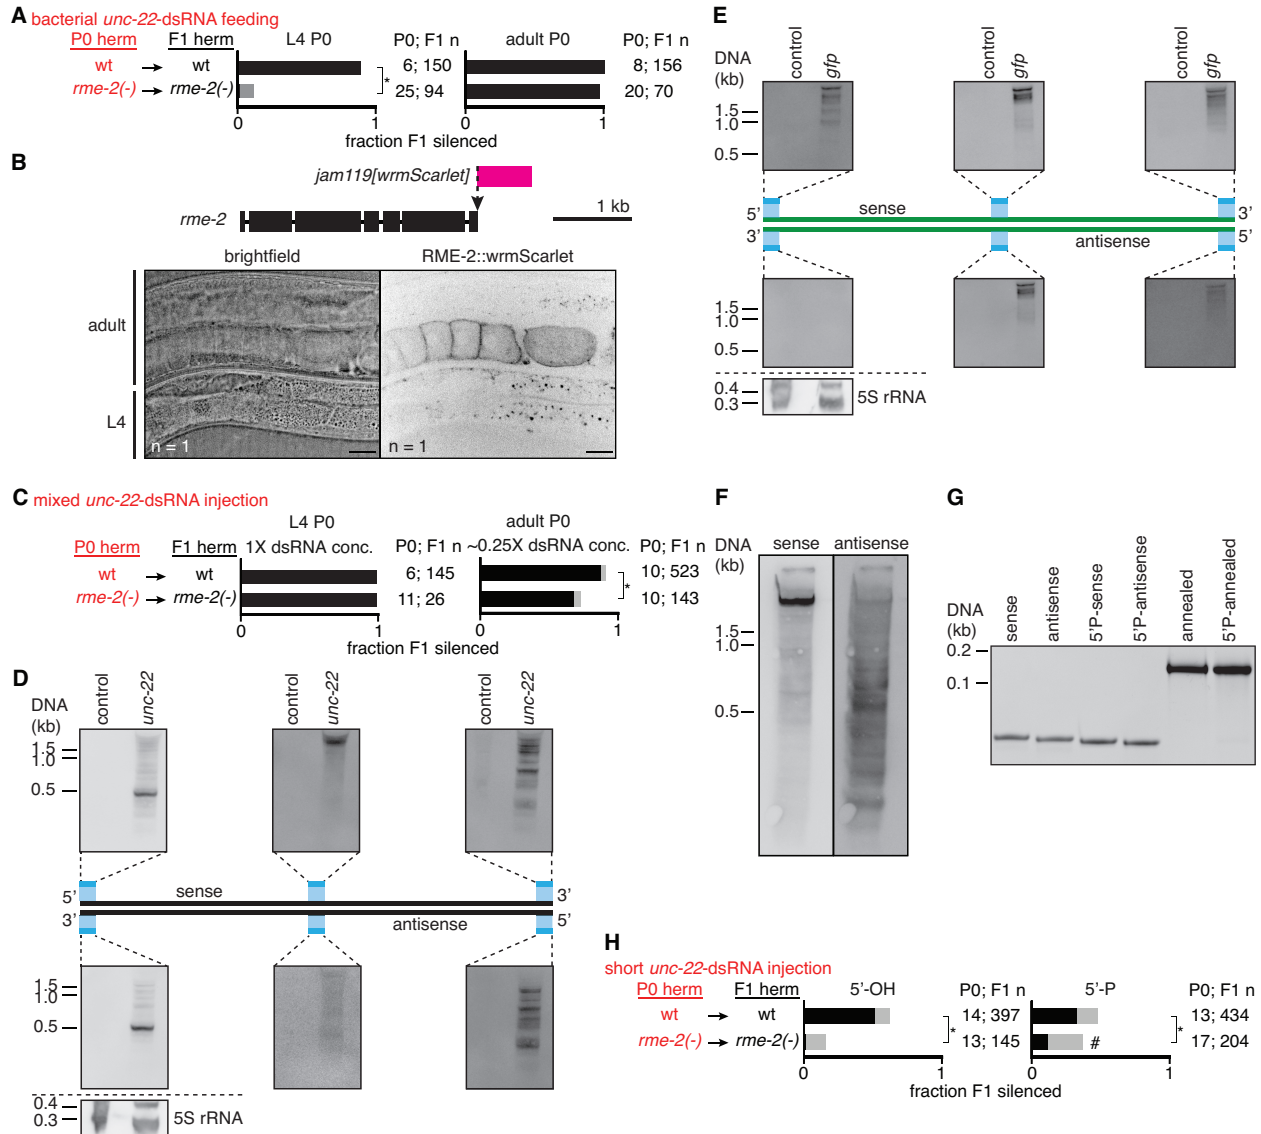 A bacterial unc-22-dsRNA feeding
P0 herm F1 herm L4 P0 P0; F1 n adult P0 P0; F1 n
wt wt 6; 150 8; 156
rme-2(-) rme-2(-) * 25; 94 20; 70
0 1 0 1
fraction F1 silenced
B
jam119[wrmScarlet]
rme-2 1 kb
brightfield RME-2::wrmScarlet
adult
L4
n = 1 n = 1
C mixed unc-22-dsRNA injection
L4 P0 adult P0
P0 herm F1 herm 1X dsRNA conc. P0; F1 n ~0.25X dsRNA conc. P0; F1 n
wt wt 6; 145 10; 523
rme-2(-) rme-2(-) 11; 26 * 10; 143
0 1 0 1
fraction F1 silenced
D
DNA (kb)
control unc-22 control unc-22 control unc-22
1.5
1.0
0.5
5' sense 3'
3' antisense 5'
1.5
1.0
0.5
0.4
0.3 5S rRNA
E
DNA (kb)
control gfp control gfp control gfp
1.5
1.0
0.5
5' sense 3'
3' antisense 5'
1.5
1.0
0.5
0.4
0.3 5S rRNA
F
DNA (kb) sense antisense
1.5
1.0
0.5
G
DNA (kb)
sense antisense 5'P-sense 5'P-antisense annealed 5'P-annealed
0.2
0.1
H
short unc-22-dsRNA injection
P0 herm F1 herm 5'-OH P0; F1 n 5'-P P0; F1 n
wt wt 14; 397 13; 434
rme-2(-) rme-2(-) * 13; 145 # * 17; 204
0 1 0 1
fraction F1 silenced